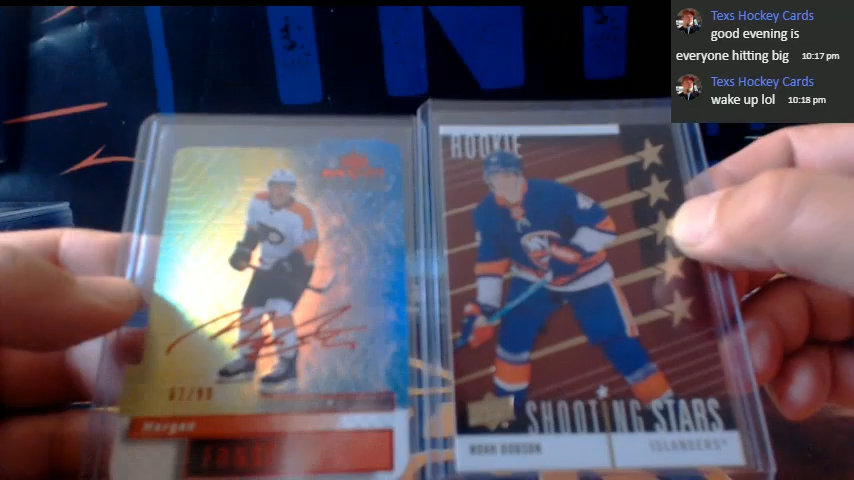 Texs Hockey Cards
good evening is
everyone hitting big 10:17 pm
Texs Hockey Cards
wake up lol 10:18 pm
ROOKIE
SHOOTING STARS
NOAH DOBSON
ISLANDERS
Morgan